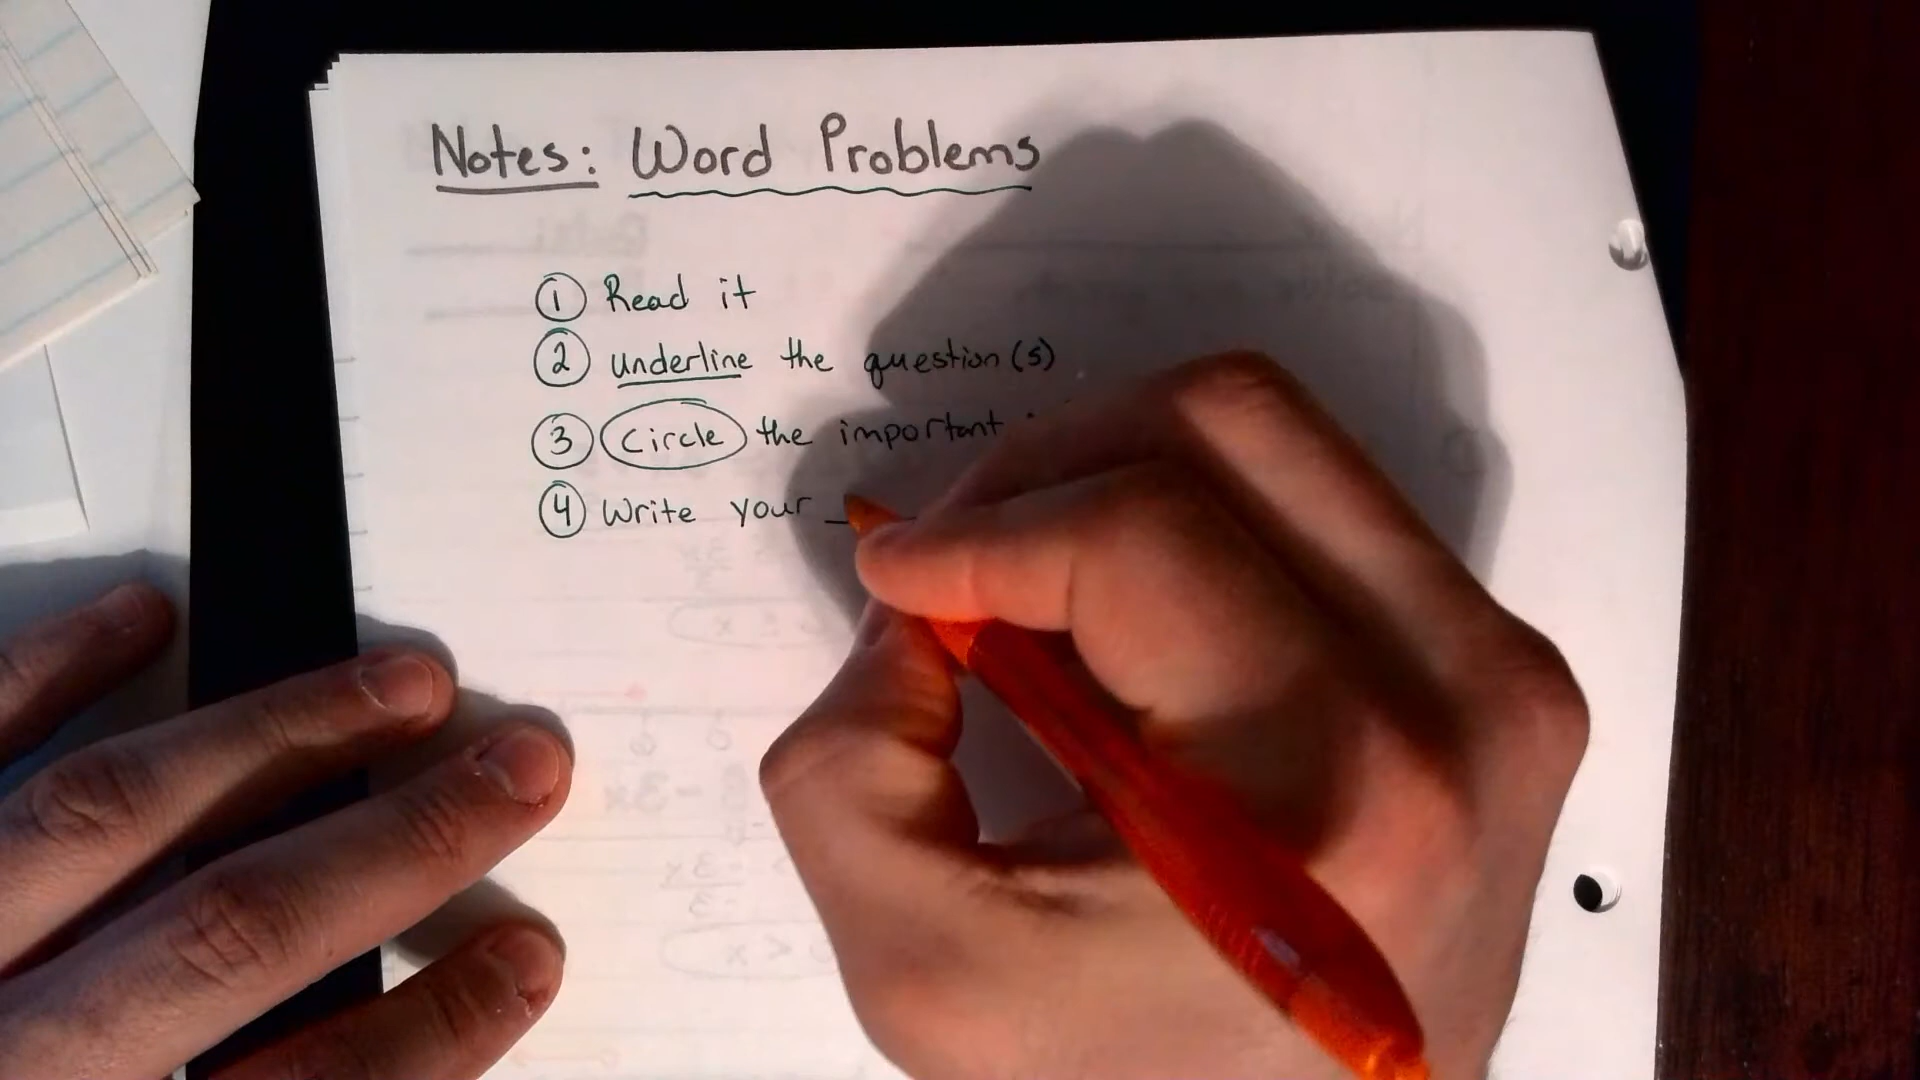 Notes: Word Problems
① Read it
② underline the question(s)
③ Circle the important
④ Write your